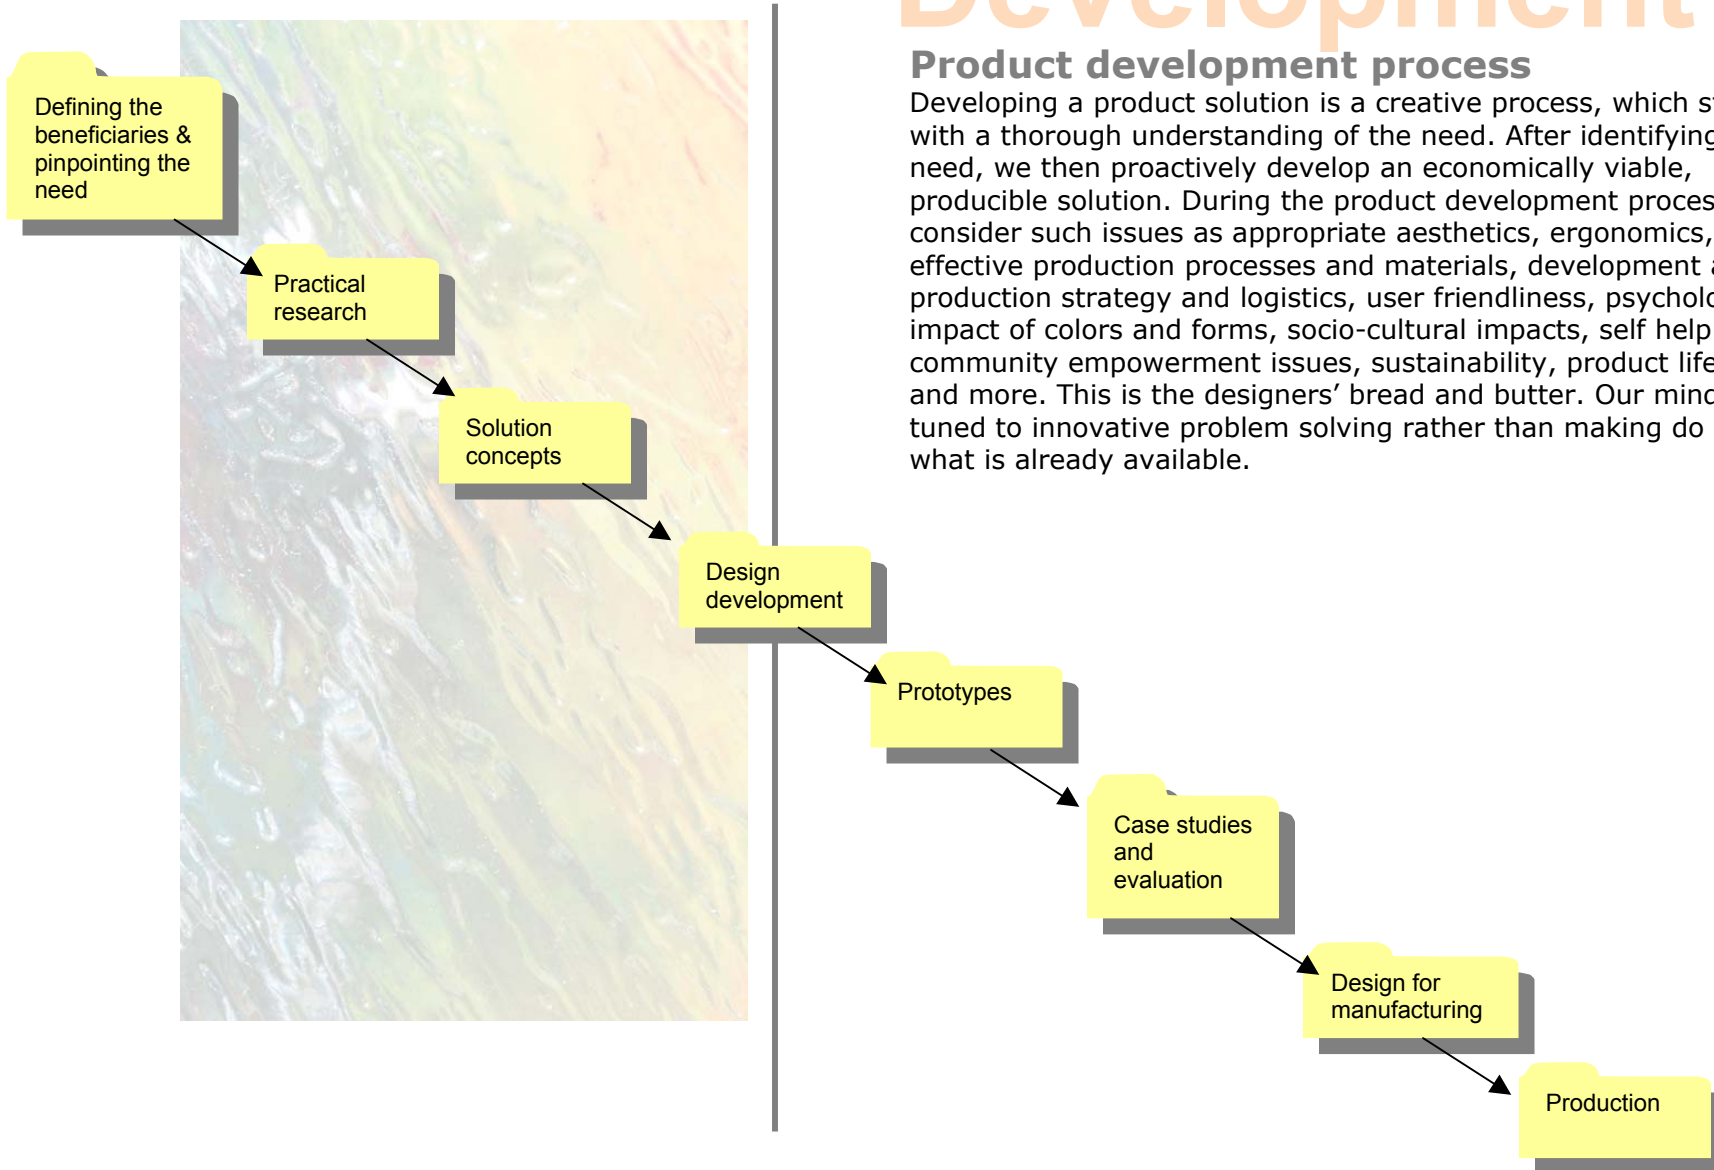 Development
Product development process
Developing a product solution is a creative process, which
with a thorough understanding of the need. After identifying
need, we then proactively develop an economically viable,
producible solution. During the product development
consider such issues as appropriate aesthetics, ergonomics,
effective production processes and materials, development
production strategy and logistics, user friendliness,
impact of colors and forms, socio-cultural impacts, self help
community empowerment issues, sustainability, product life
and more. This is the designers’ bread and butter. Our
tuned to innovative problem solving rather than making do
what is already available.
Defining the
beneficiaries &
pinpointing the
need
Practical
research
Solution
concepts
Design
development
Prototypes
Case studies
and
evaluation
Design for
manufacturing
Production